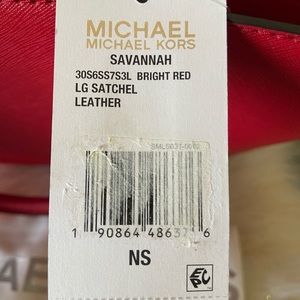 MICHAEL
MICHAEL KORS
SAVANNAH
30S6SS7S3L BRIGHT RED
LG SATCHEL
LEATHER
1 90864 48632 6
NS